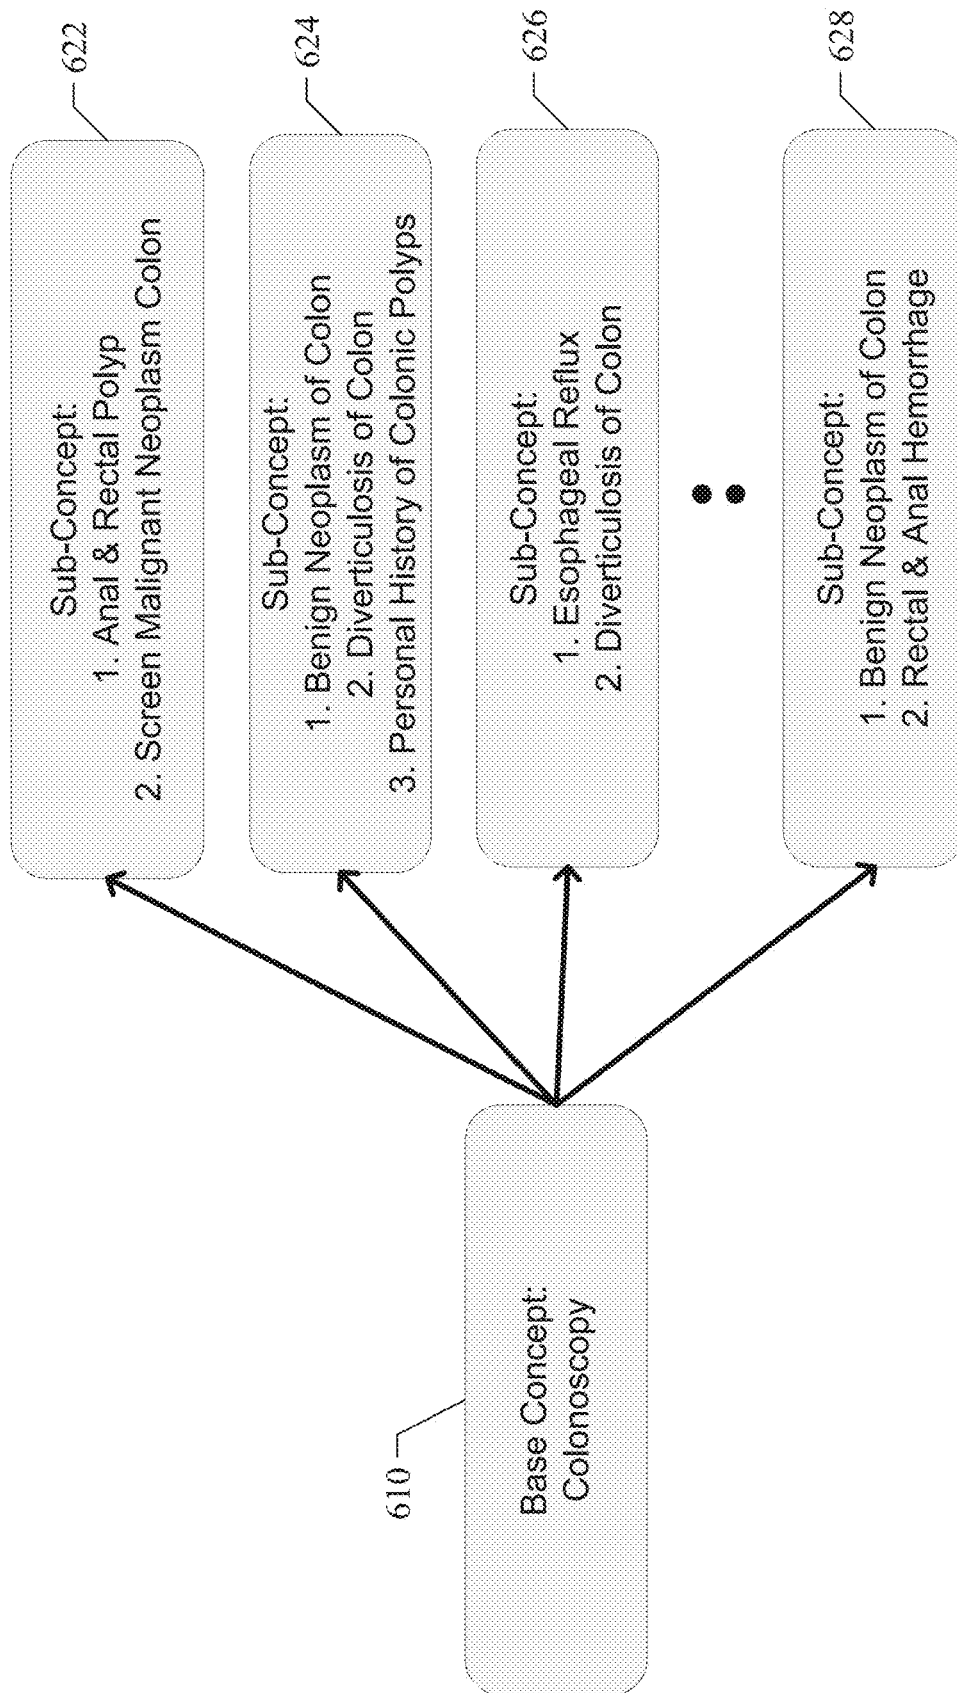 610
Base Concept:
Colonoscopy
622
Sub-Concept:
1. Anal & Rectal Polyp
2. Screen Malignant Neoplasm Colon
624
Sub-Concept:
1. Benign Neoplasm of Colon
2. Diverticulosis of Colon
3. Personal History of Colonic Polyps
626
Sub-Concept:
1. Esophageal Reflux
2. Diverticulosis of Colon
628
Sub-Concept:
1. Benign Neoplasm of Colon
2. Rectal & Anal Hemorrhage